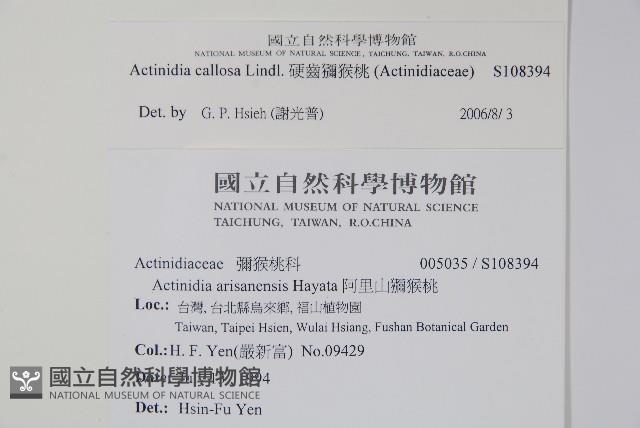 國立自然科學博物館
NATIONAL MUSEUM OF NATURAL SCIENCE, TAICHUNG, TAIWAN, R.O.CHINA
Actinidia callosa Lindl. 硬齒獼猴桃 (Actinidiaceae) S108394
Det. by G. P. Hsieh (謝光普) 2006/8/ 3
國立自然科學博物館
NATIONAL MUSEUM OF NATURAL SCIENCE
TAICHUNG, TAIWAN, R.O.CHINA
Actinidiaceae 獼猴桃科 005035 / S108394
Actinidia arisanensis Hayata 阿里山獼猴桃
Loc.: 台灣, 台北縣烏來鄉, 福山植物園
Taiwan, Taipei Hsien, Wulai Hsiang, Fushan Botanical Garden
Col.: H. F. Yen(嚴新富) No.09429
國立自然科學博物館
NATIONAL MUSEUM OF NATURAL SCIENCE
Det.: Hsin-Fu Yen